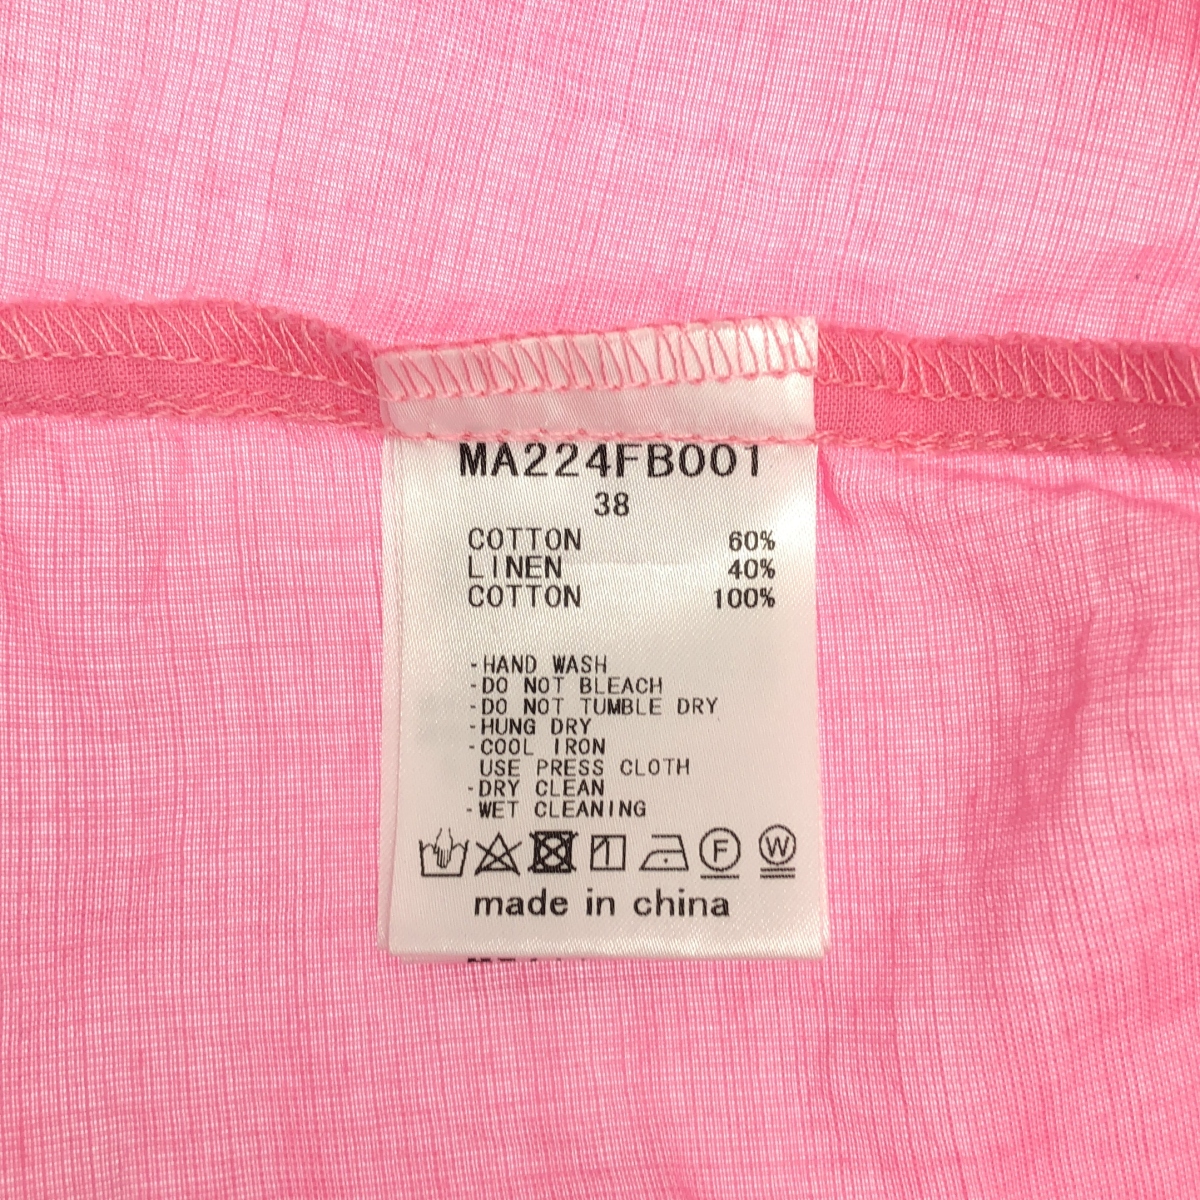 MA224FB001
38
COTTON 60%
LINEN 40%
COTTON 100%
-HAND WASH
-DO NOT BLEACH
-DO NOT TUMBLE DRY
-HUNG DRY
-COOL IRON
USE PRESS CLOTH
-DRY CLEAN
-WET CLEANING
F W
made in china